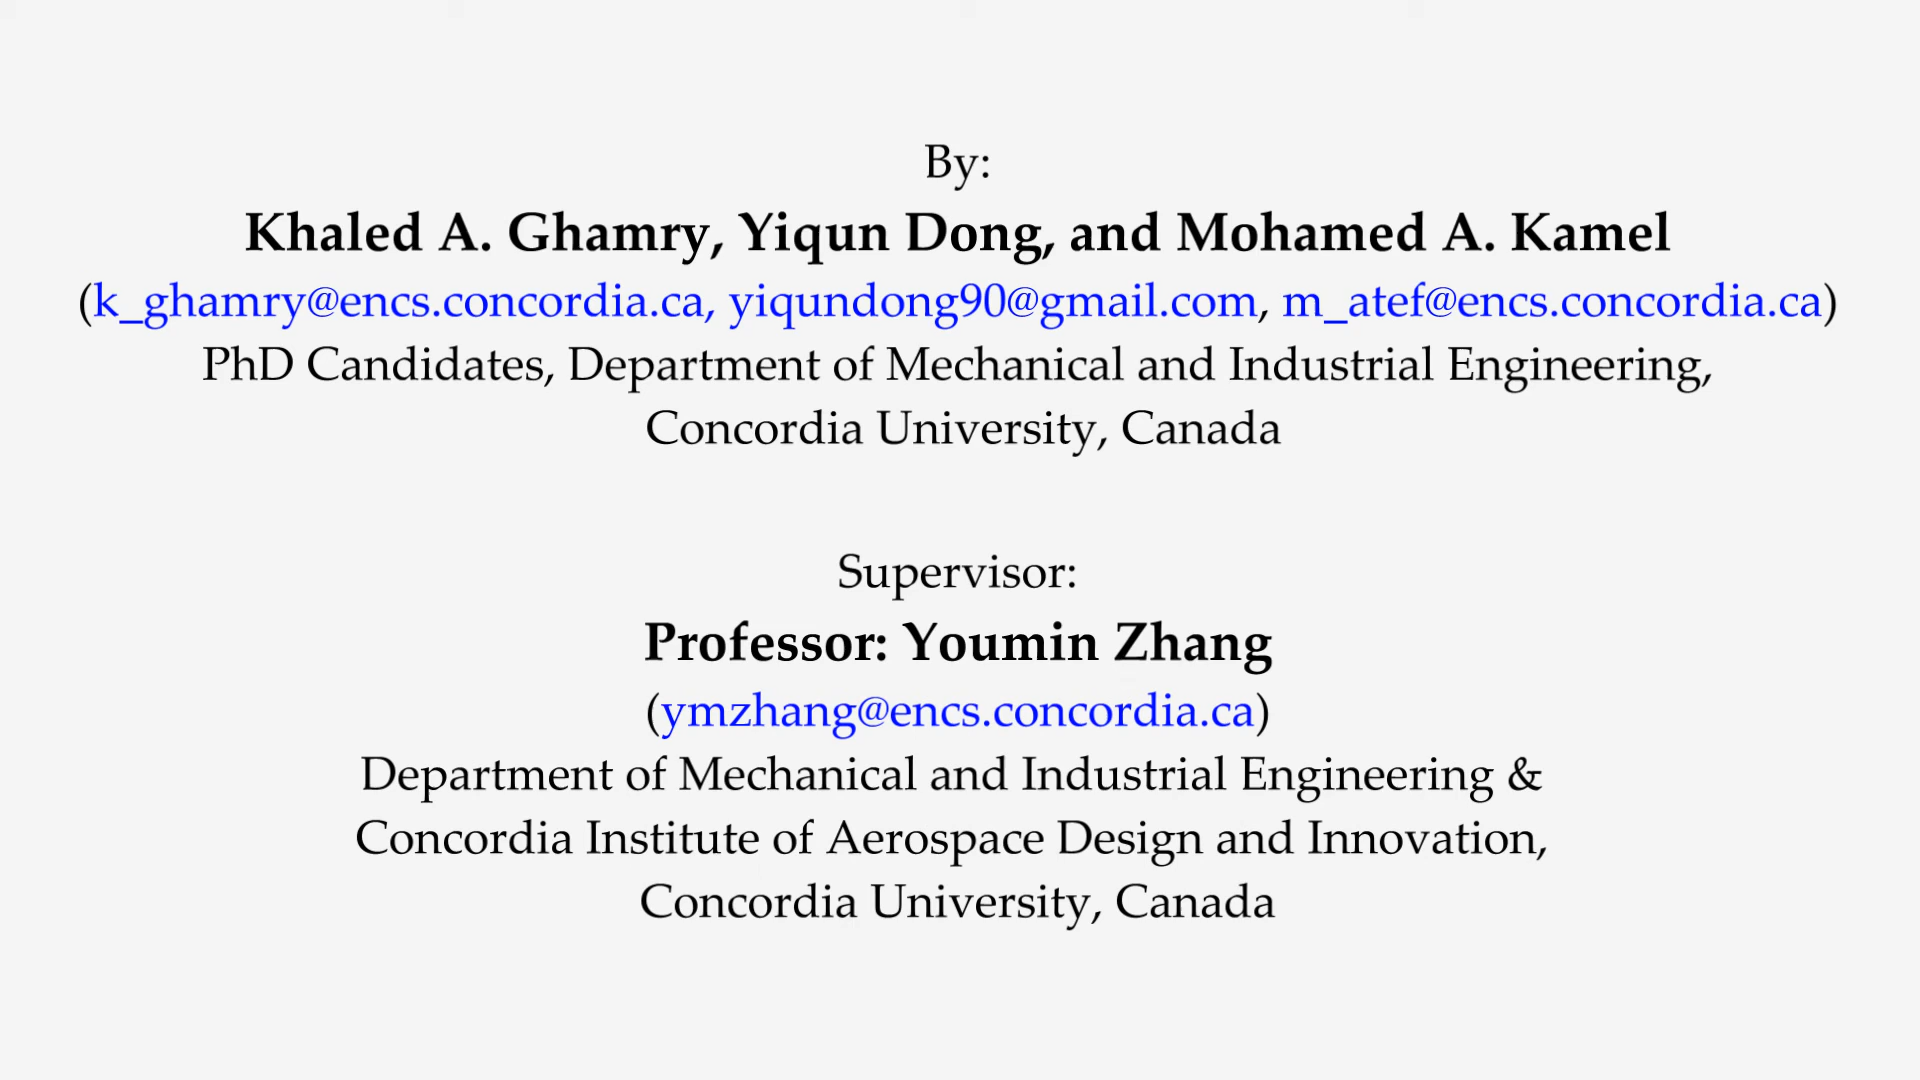 By:
Khaled A. Ghamry, Yiqun Dong, and Mohamed A. Kamel
(k_ghamry@encs.concordia.ca, yiqundong90@gmail.com, m_atef@encs.concordia.ca)
PhD Candidates, Department of Mechanical and Industrial Engineering,
Concordia University, Canada
Supervisor:
Professor: Youmin Zhang
(ymzhang@encs.concordia.ca)
Department of Mechanical and Industrial Engineering &
Concordia Institute of Aerospace Design and Innovation,
Concordia University, Canada